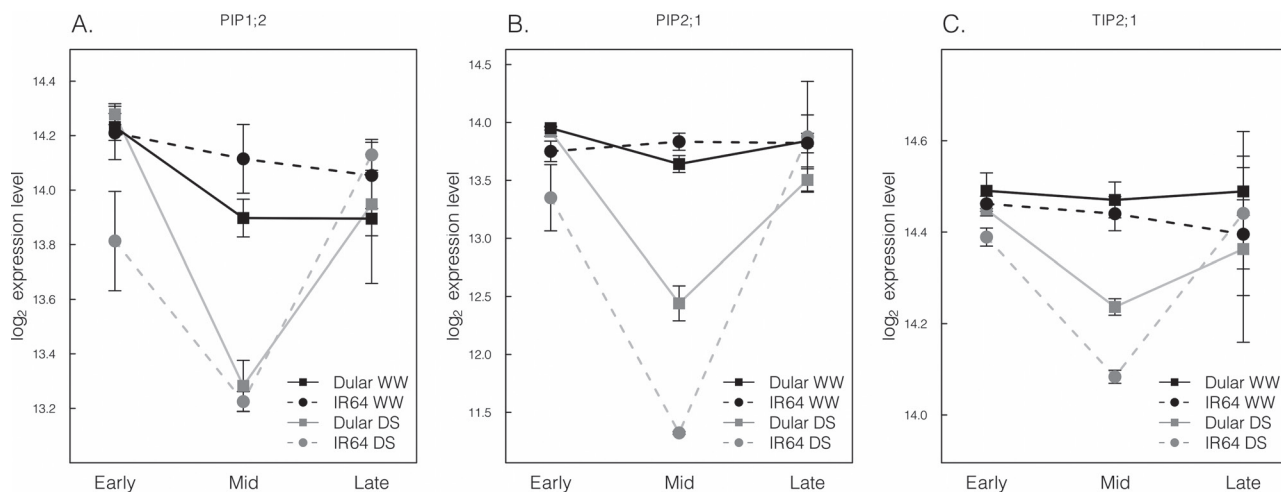 A.
PIP1;2
log2 expression level
14.4
14.2
14.0
13.8
13.6
13.4
13.2
Dular WW
IR64 WW
Dular DS
IR64 DS
Early Mid Late
B.
PIP2;1
log2 expression level
14.5
14.0
13.5
13.0
12.5
12.0
11.5
Dular WW
IR64 WW
Dular DS
IR64 DS
Early Mid Late
C.
TIP2;1
log2 expression level
14.6
14.4
14.2
14.0
Dular WW
IR64 WW
Dular DS
IR64 DS
Early Mid Late